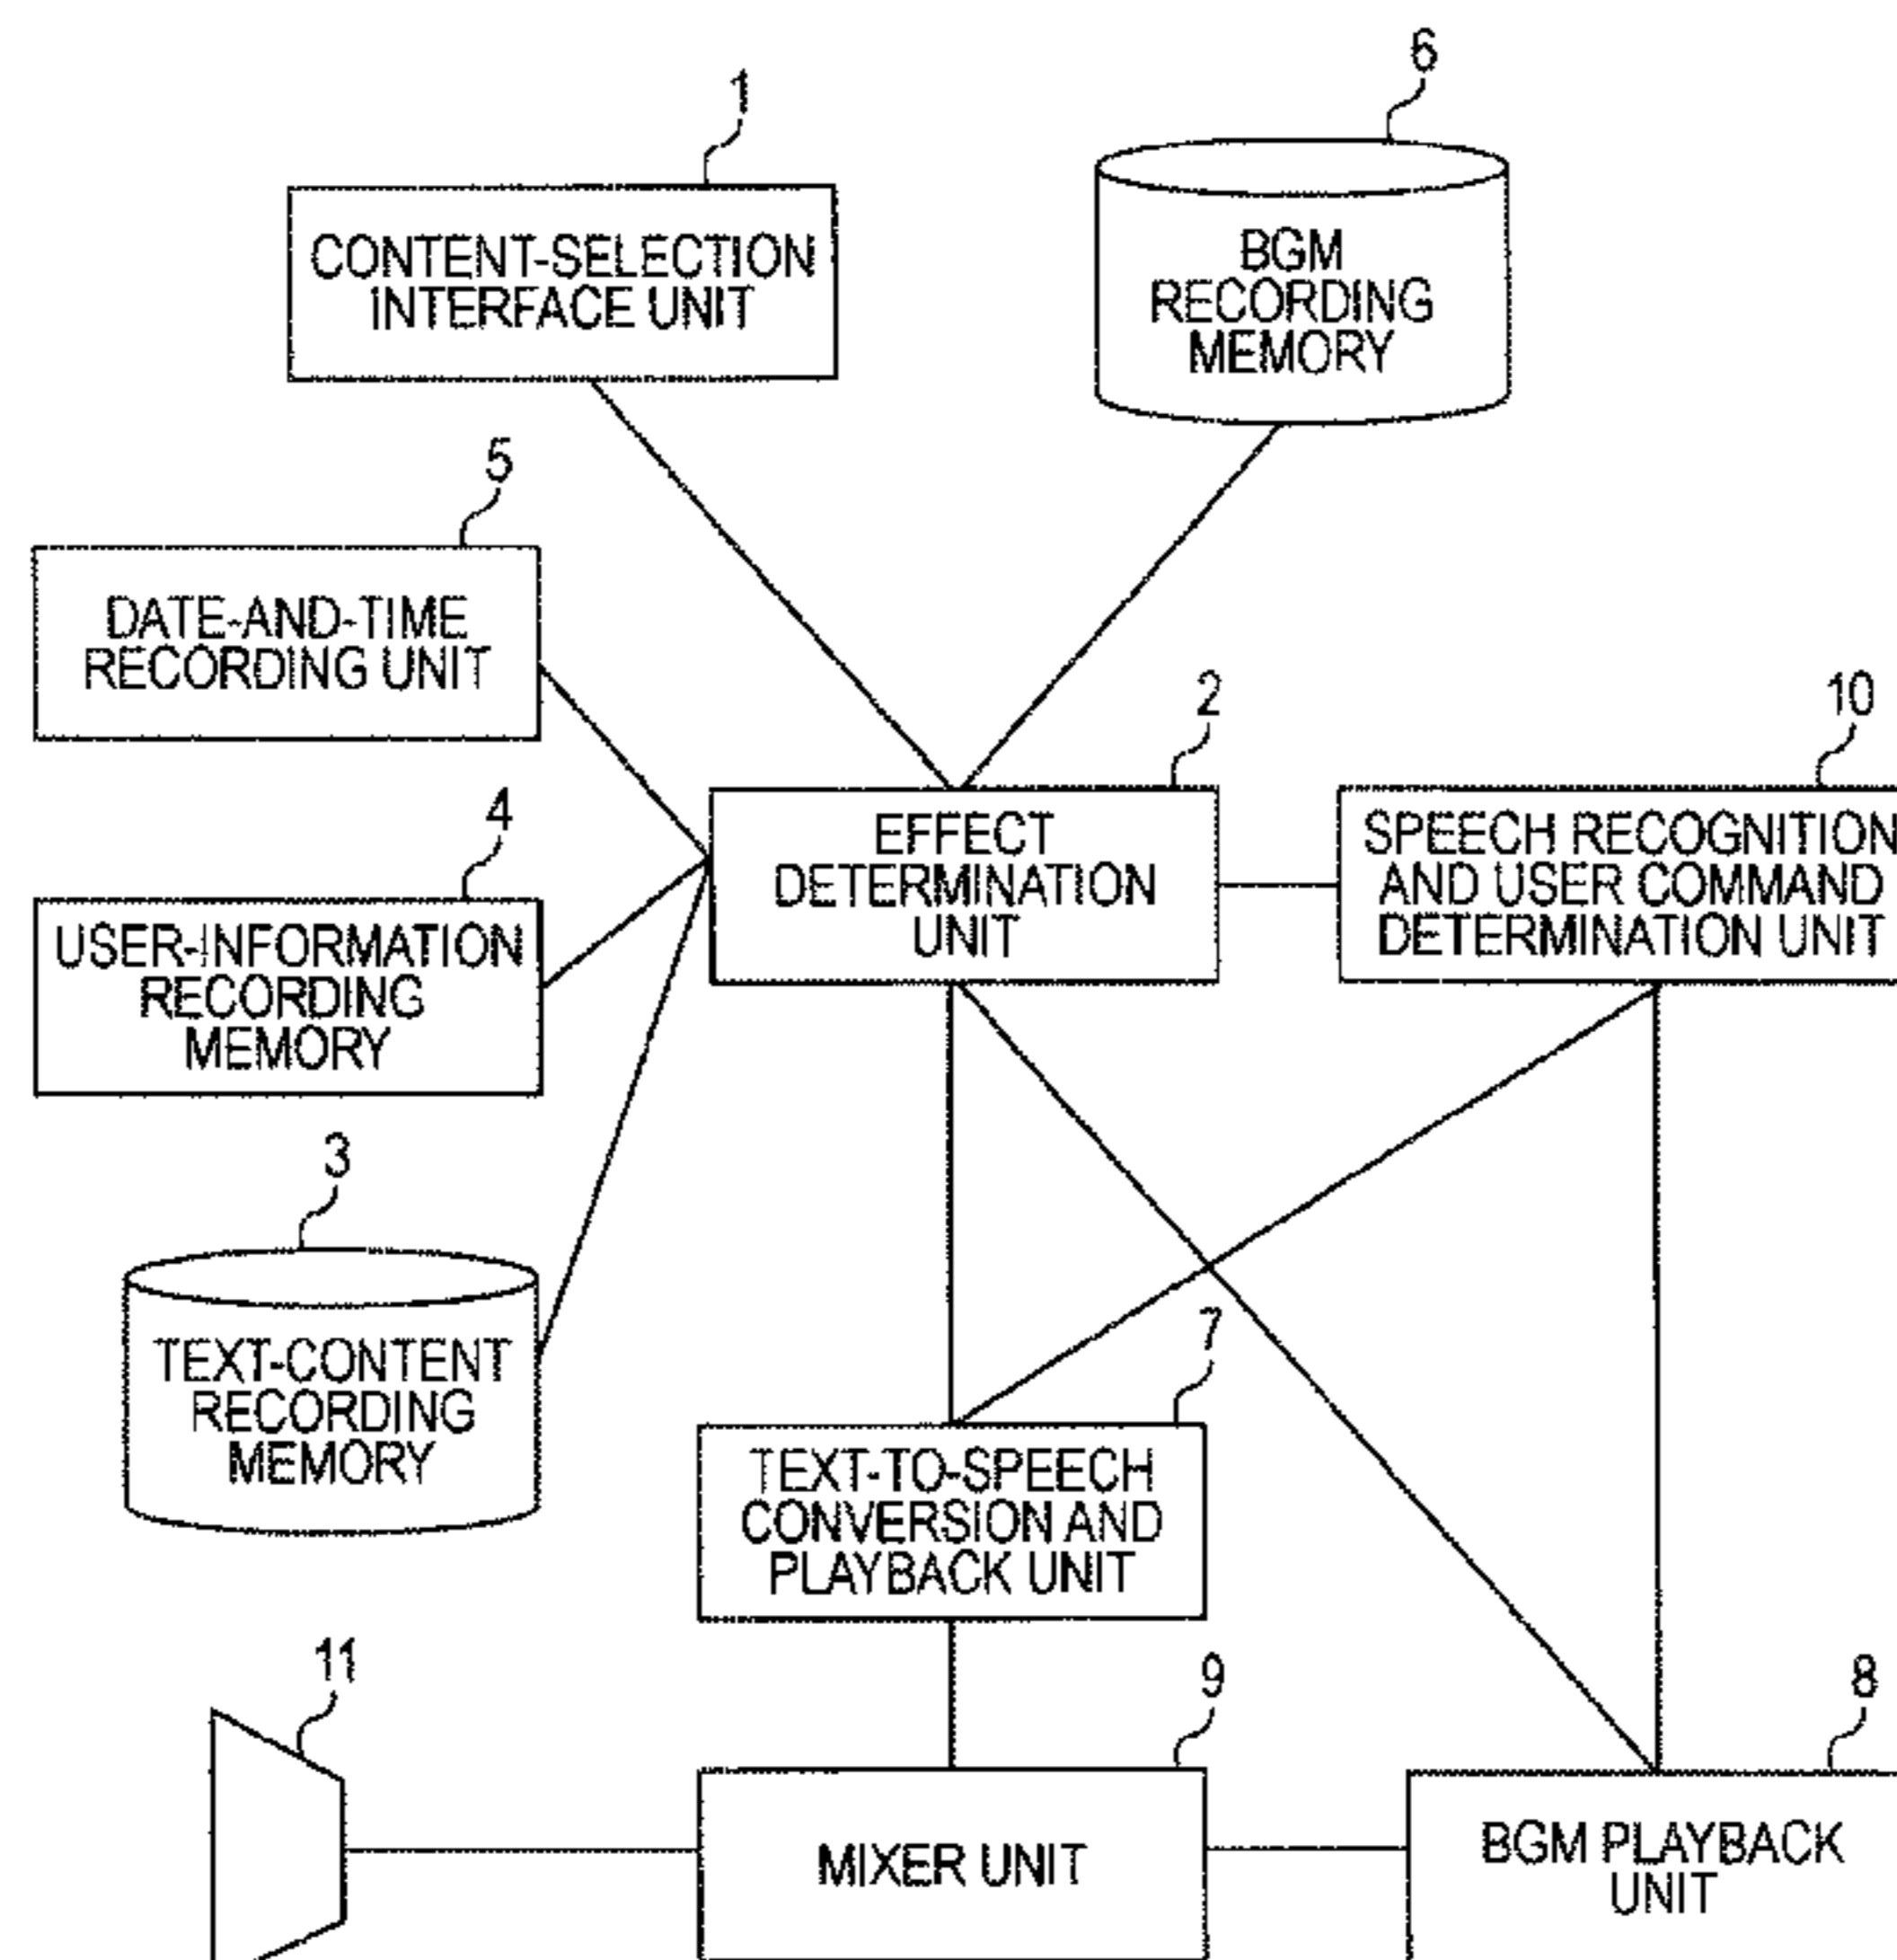 1
6
CONTENT-SELECTION
INTERFACE UNIT
BGM
RECORDING
MEMORY
5
DATE-AND-TIME
RECORDING UNIT
2
10
4
EFFECT
DETERMINATION
UNIT
SPEECH RECOGNITION
AND USER COMMAND
DETERMINATION UNIT
USER-INFORMATION
RECORDING
MEMORY
3
TEXT-CONTENT
RECORDING
MEMORY
7
TEXT-TO-SPEECH
CONVERSION AND
PLAYBACK UNIT
11
9
8
MIXER UNIT
BGM PLAYBACK
UNIT